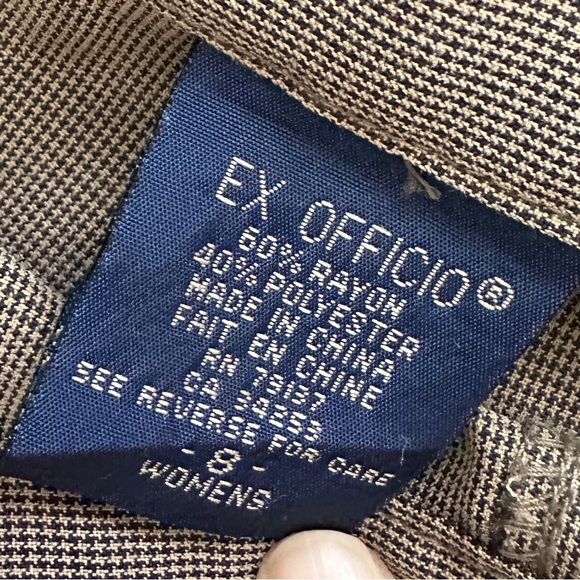 EX OFFICIO®
60% RAYON
40% POLYESTER
MADE IN CHINA
FAIT EN CHINE
RN 79137
CA 34253
SEE REVERSE FOR CARE
- 8 -
WOMENS